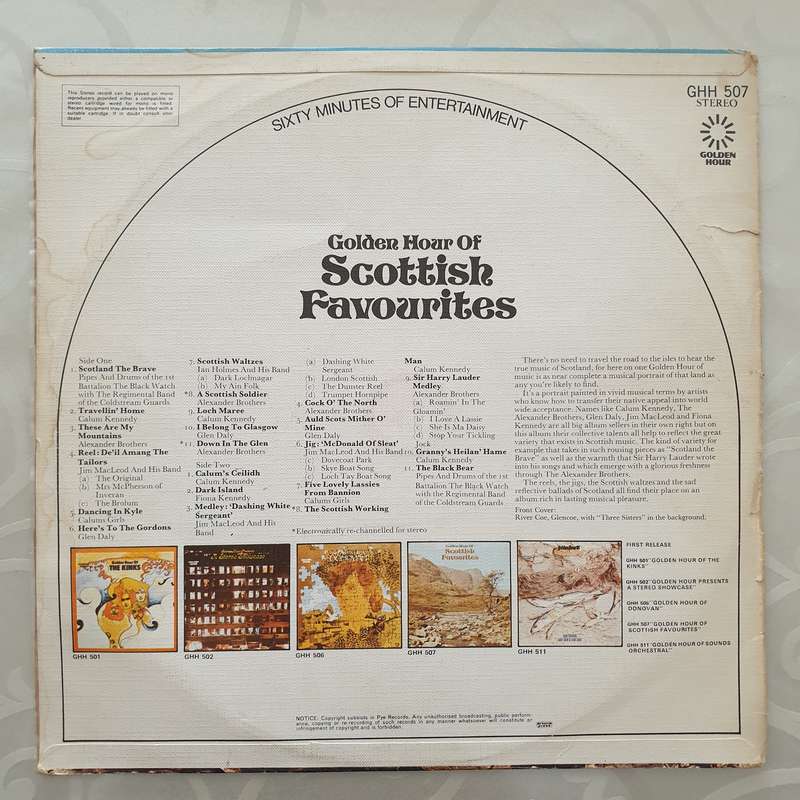 This Stereo record can be played on mono
reproducers provided either a compatible or
stereo cartridge wired for mono is fitted.
Recent equipment may already be fitted with a
suitable cartridge. If in doubt consult your
dealer.
GHH 507
STEREO
GOLDEN
HOUR
SIXTY MINUTES OF ENTERTAINMENT
Golden Hour Of
Scottish
Favourites
Side One
1. Scotland The Brave
Pipes And Drums of the 1st
Battalion The Black Watch
with The Regimental Band
of the Coldstream Guards
2. Travellin' Home
Calum Kennedy
3. These Are My
Mountains
Alexander Brothers
4. Reel: De'il Amang The
Tailors
Jim MacLeod And His Band
(a) The Original
(b) Mrs McPherson of
Inveran
(c) The Brolum
5. Dancing In Kyle
Calums Girls
6. Here's To The Gordons
Glen Daly
7. Scottish Waltzes
Ian Holmes And His Band
(a) Dark Lochnagar
(b) My Ain Folk
*8. A Scottish Soldier
Alexander Brothers
9. Loch Maree
Calum Kennedy
10. I Belong To Glasgow
Glen Daly
*11. Down In The Glen
Alexander Brothers
Side Two
1. Calum's Ceilidh
Calum Kennedy
2. Dark Island
Fiona Kennedy
3. Medley: 'Dashing White
Sergeant'
Jim MacLeod And His
Band
(a) Dashing White
Sergeant
(b) London Scottish
(c) The Dunster Reel
(d) Trumpet Hornpipe
4. Cock O' The North
Alexander Brothers
5. Auld Scots Mither O'
Mine
Glen Daly
6. Jig: 'McDonald Of Sleat'
Jim MacLeod And His Band
(a) Dovecoat Park
(b) Skye Boat Song
(c) Loch Tay Boat Song
7. Five Lovely Lassies
From Bannion
Calums Girls
*8. The Scottish Working
Man
Calum Kennedy
9. Sir Harry Lauder
Medley
Alexander Brothers
(a) Roamin' In The
Gloamin'
(b) I Love A Lassie
(c) She Is Ma Daisy
(d) Stop Your Tickling
Jock
10. Granny's Heilan' Hame
Calum Kennedy
11. The Black Bear
Pipes And Drums of the 1st
Battalion The Black Watch
with the Regimental Band
of the Coldstream Guards
*Electronically re-channelled for stereo
There's no need to travel the road to the isles to hear the
true music of Scotland, for here on one Golden Hour of
music is as near complete a musical portrait of that land as
any you're likely to find.
It's a portrait painted in vivid musical terms by artists
who know how to transfer their native appeal into world
wide acceptance. Names like Calum Kennedy, The
Alexander Brothers, Glen Daly, Jim MacLeod and Fiona
Kennedy are all big album sellers in their own right but on
this album their collective talents all help to reflect the great
variety that exists in Scottish music. The kind of variety for
example that takes in such rousing pieces as "Scotland the
Brave" as well as the warmth that Sir Harry Lauder wrote
into his songs and which emerge with a glorious freshness
through The Alexander Brothers.
The reels, the jigs, the Scottish waltzes and the sad
reflective ballads of Scotland all find their place on an
album rich in lasting musical pleasure.
Front Cover:
River Coe, Glencoe, with "Three Sisters" in the background.
Golden Hour Of
THE KINKS
A Stereo Showcase
Golden Hour Of
Scottish
Favourites
GHH 501
GHH 502
GHH 506
GHH 507
GHH 511
FIRST RELEASE
GHH 501 "GOLDEN HOUR OF THE
KINKS"
GHH 502 "GOLDEN HOUR PRESENTS
A STEREO SHOWCASE"
GHH 506 "GOLDEN HOUR OF
DONOVAN"
GHH 507 "GOLDEN HOUR OF
SCOTTISH FAVOURITES"
GHH 511 "GOLDEN HOUR OF SOUNDS
ORCHESTRAL"
NOTICE: Copyright subsists in Pye Records. Any unauthorised broadcasting, public perform
ance, copying or re-recording of such records in any manner whatsoever will constitute an
infringement of copyright and is forbidden.